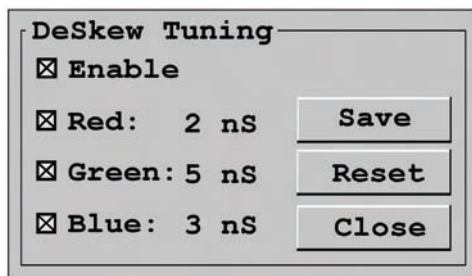 DeSkew Tuning
Enable
Red: 2 nS Save
Green: 5 nS Reset
Blue: 3 nS Close